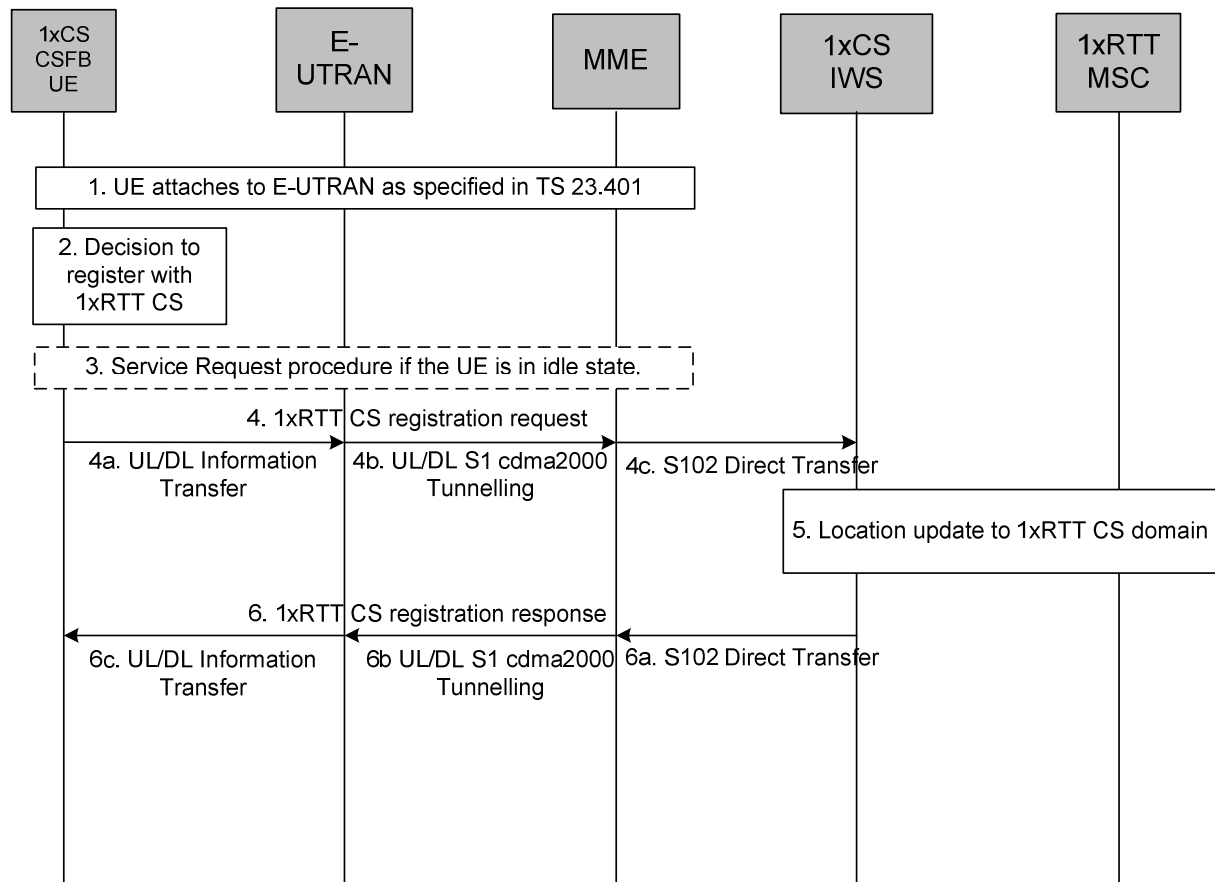 1xCS
CSFB
UE
E-
UTRAN
MME
1xCS
IWS
1xRTT
MSC
1. UE attaches to E-UTRAN as specified in TS 23.401
2. Decision to
register with
1xRTT CS
3. Service Request procedure if the UE is in idle state.
4. 1xRTT CS registration request
4a. UL/DL Information
Transfer
4b. UL/DL S1 cdma2000
Tunnelling
4c. S102 Direct Transfer
5. Location update to 1xRTT CS domain
6. 1xRTT CS registration response
6c. UL/DL Information
Transfer
6b UL/DL S1 cdma2000
Tunnelling
6a. S102 Direct Transfer